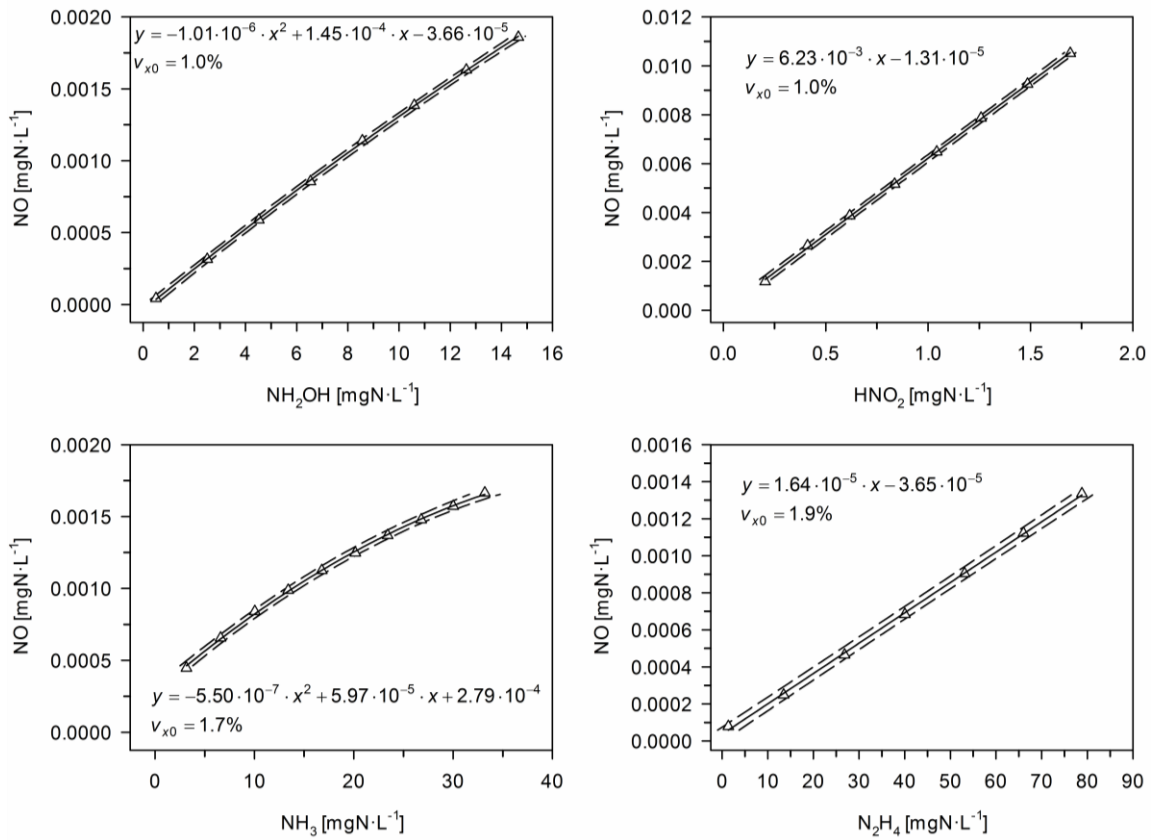 y = −1.01·10⁻⁶ · x² + 1.45·10⁻⁴ · x − 3.66·10⁻⁵
vₓ₀ = 1.0%
NO [mgN·L⁻¹]
0.0020
0.0015
0.0010
0.0005
0.0000
0 2 4 6 8 10 12 14 16
NH₂OH [mgN·L⁻¹]
y = 6.23·10⁻³ · x − 1.31·10⁻⁵
vₓ₀ = 1.0%
NO [mgN·L⁻¹]
0.012
0.010
0.008
0.006
0.004
0.002
0.000
0.0 0.5 1.0 1.5 2.0
HNO₂ [mgN·L⁻¹]
NO [mgN·L⁻¹]
0.0020
0.0015
0.0010
0.0005
0.0000
y = −5.50·10⁻⁷ · x² + 5.97·10⁻⁵ · x + 2.79·10⁻⁴
vₓ₀ = 1.7%
0 10 20 30 40
NH₃ [mgN·L⁻¹]
y = 1.64·10⁻⁵ · x − 3.65·10⁻⁵
vₓ₀ = 1.9%
NO [mgN·L⁻¹]
0.0016
0.0014
0.0012
0.0010
0.0008
0.0006
0.0004
0.0002
0.0000
0 10 20 30 40 50 60 70 80 90
N₂H₄ [mgN·L⁻¹]